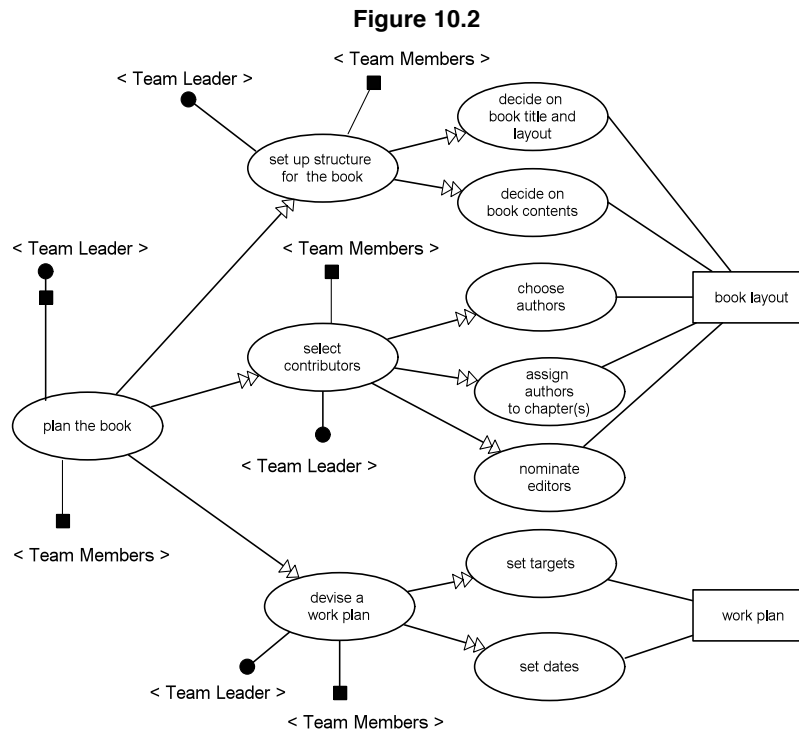 Figure 10.2
< Team Members >
< Team Leader >
decide on
book title and
layout
set up structure
for the book
decide on
book contents
< Team Leader >
< Team Members >
choose
authors
book layout
select
contributors
assign
authors
to chapter(s)
plan the book
< Team Leader >
nominate
editors
< Team Members >
set targets
devise a
work plan
work plan
set dates
< Team Leader >
< Team Members >